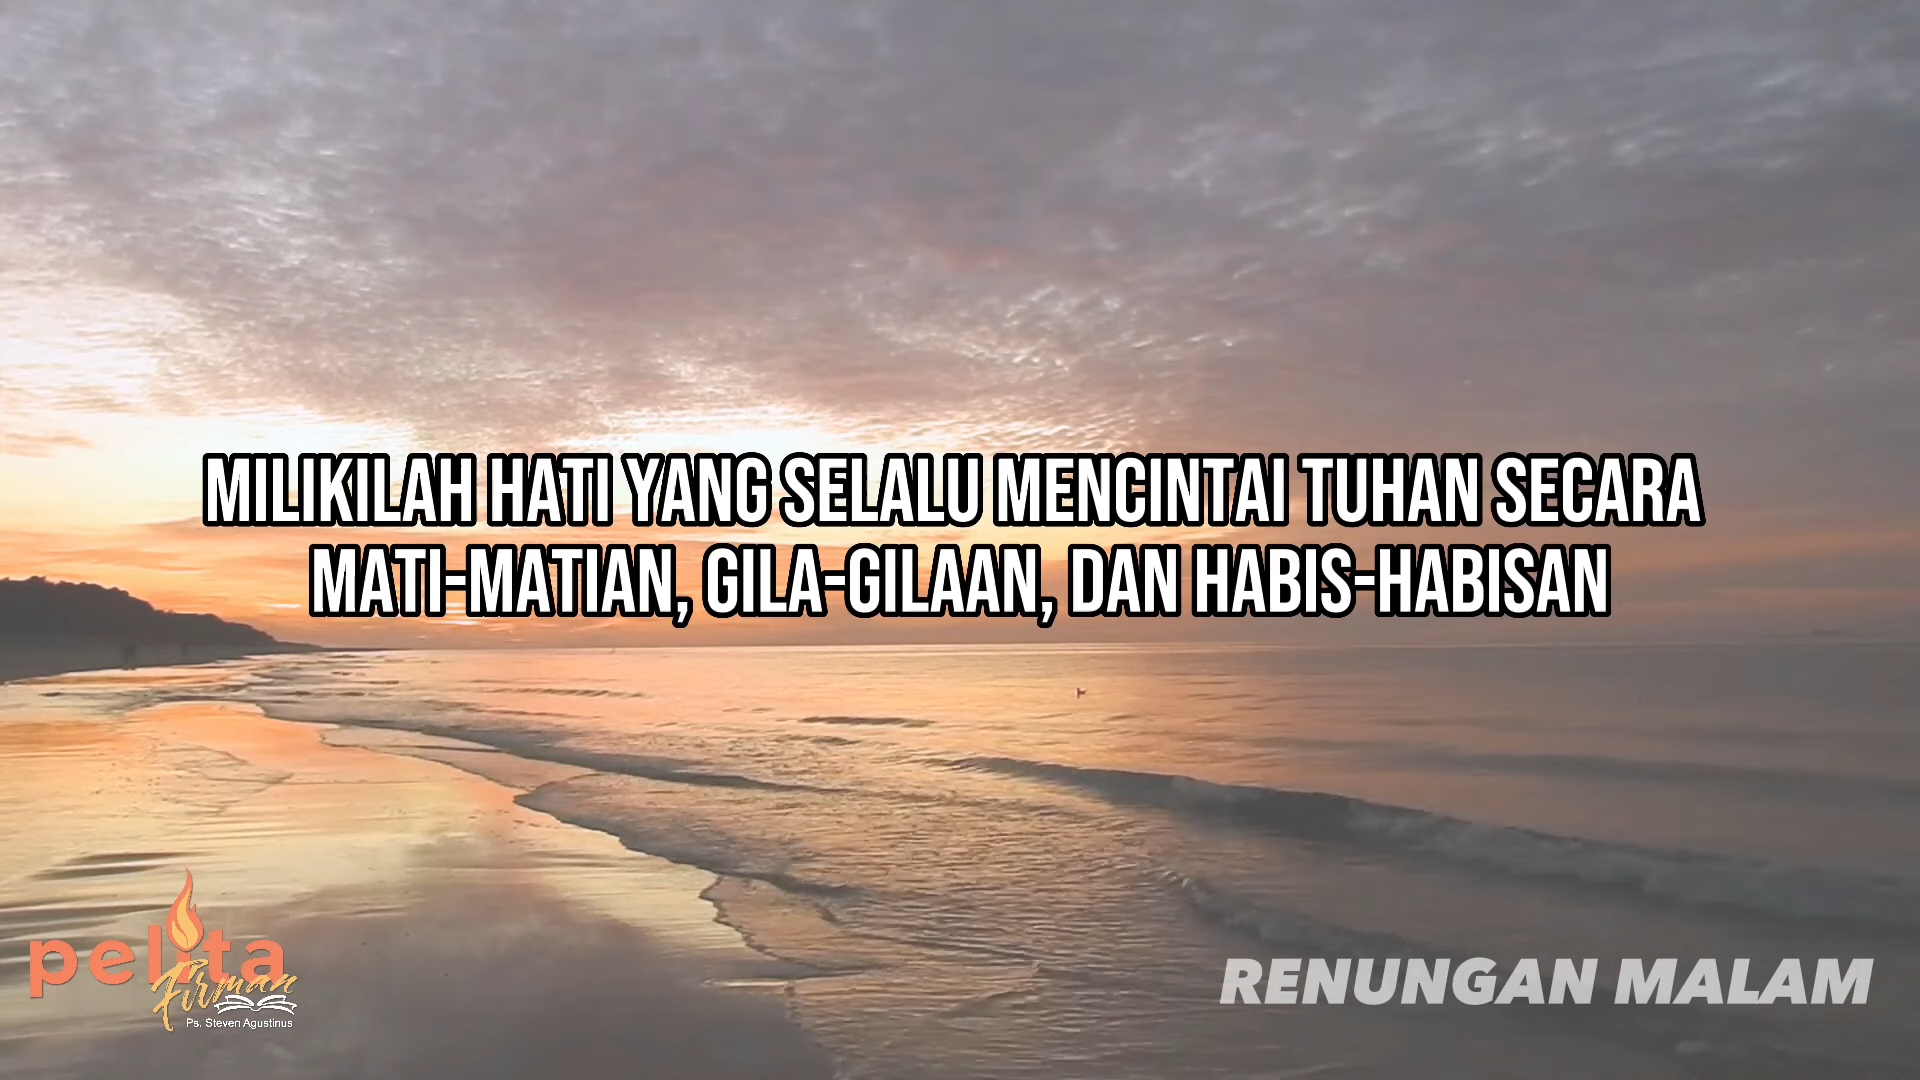 MILIKILAH HATI YANG SELALU MENCINTAI TUHAN SECARA
MATI-MATIAN, GILA-GILAAN, DAN HABIS-HABISAN
pelita
Firman
Ps. Steven Agustinus
RENUNGAN MALAM